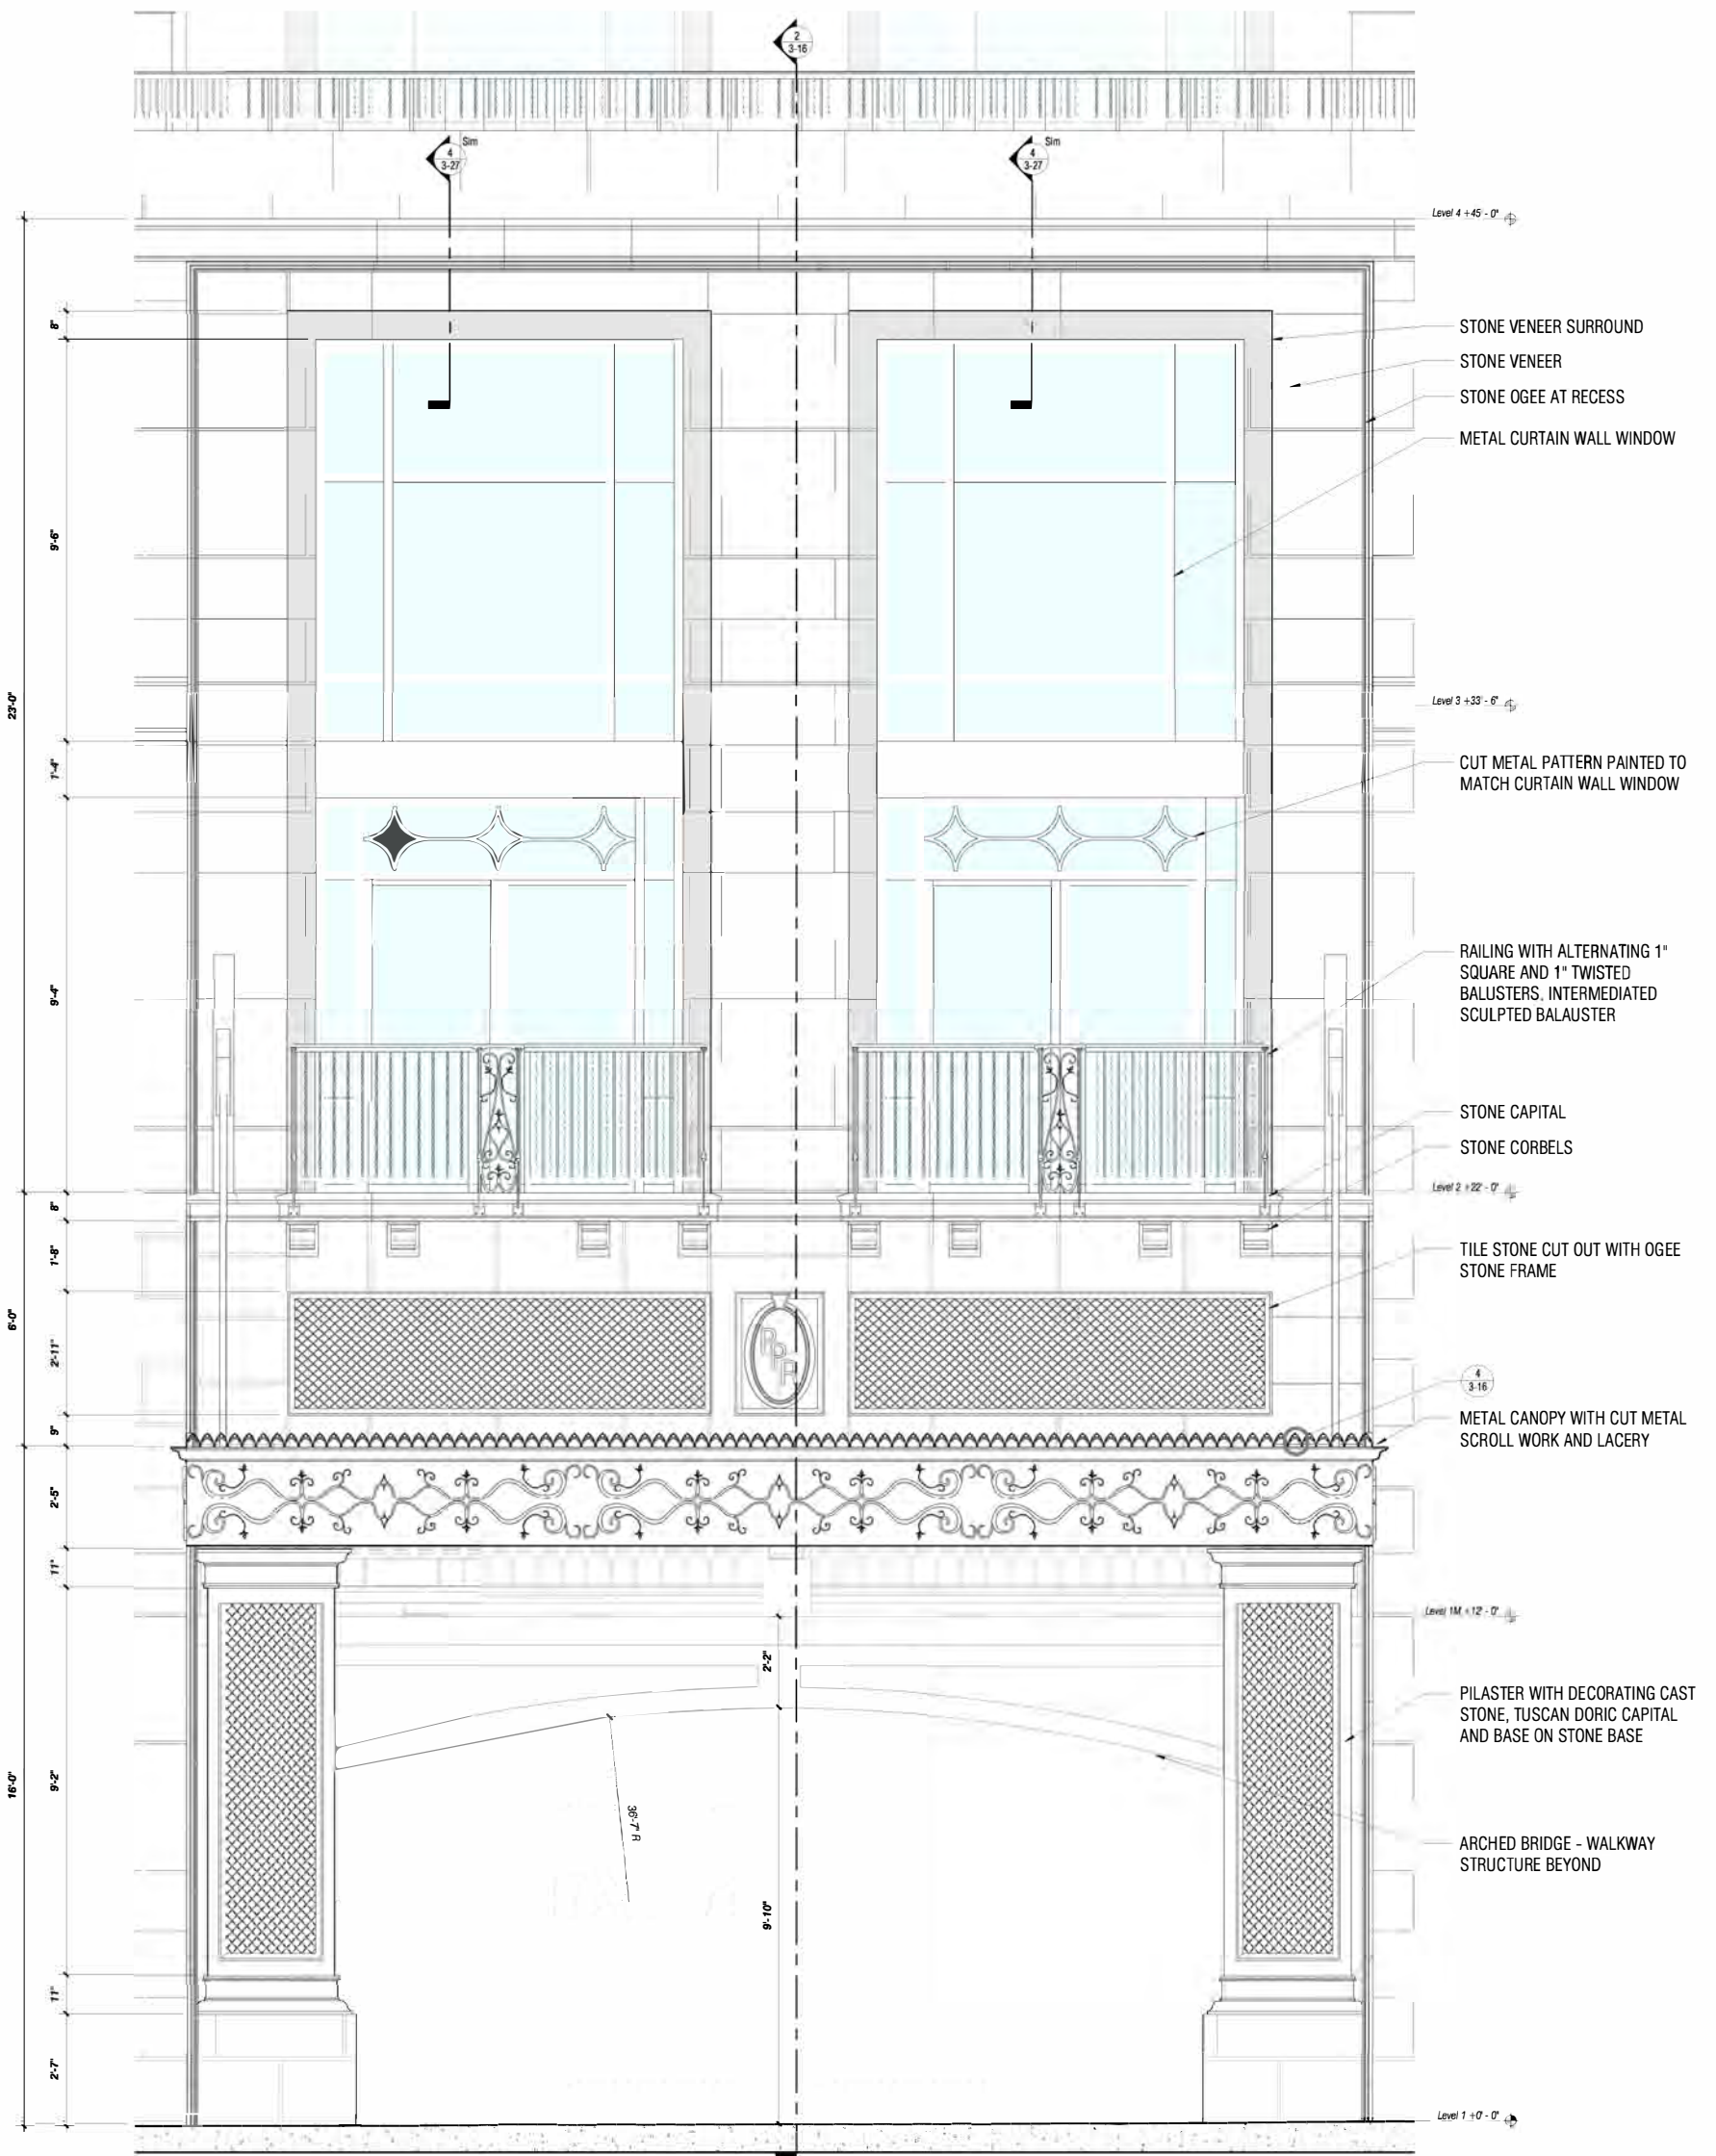 2
3-16
4
3-27
Sim
4
3-27
Sim
Level 4 +45' - 0"
8"
STONE VENEER SURROUND
STONE VENEER
STONE OGEE AT RECESS
METAL CURTAIN WALL WINDOW
9'-6"
23'-0"
Level 3 +33' - 6"
1'-4"
CUT METAL PATTERN PAINTED TO
MATCH CURTAIN WALL WINDOW
9'-4"
RAILING WITH ALTERNATING 1"
SQUARE AND 1" TWISTED
BALUSTERS, INTERMEDIATED
SCULPTED BALAUSTER
STONE CAPITAL
STONE CORBELS
Level 2 +22' - 0"
8"
1'-8"
TILE STONE CUT OUT WITH OGEE
STONE FRAME
6'-0"
2'-11"
RPR
4
3-16
9"
METAL CANOPY WITH CUT METAL
SCROLL WORK AND LACERY
2'-5"
11"
Level 1M +12' - 0"
2'-2"
PILASTER WITH DECORATING CAST
STONE, TUSCAN DORIC CAPITAL
AND BASE ON STONE BASE
16'-0"
9'-2"
36'-7" R
ARCHED BRIDGE - WALKWAY
STRUCTURE BEYOND
9'-10"
11"
2'-7"
Level 1 +0' - 0"